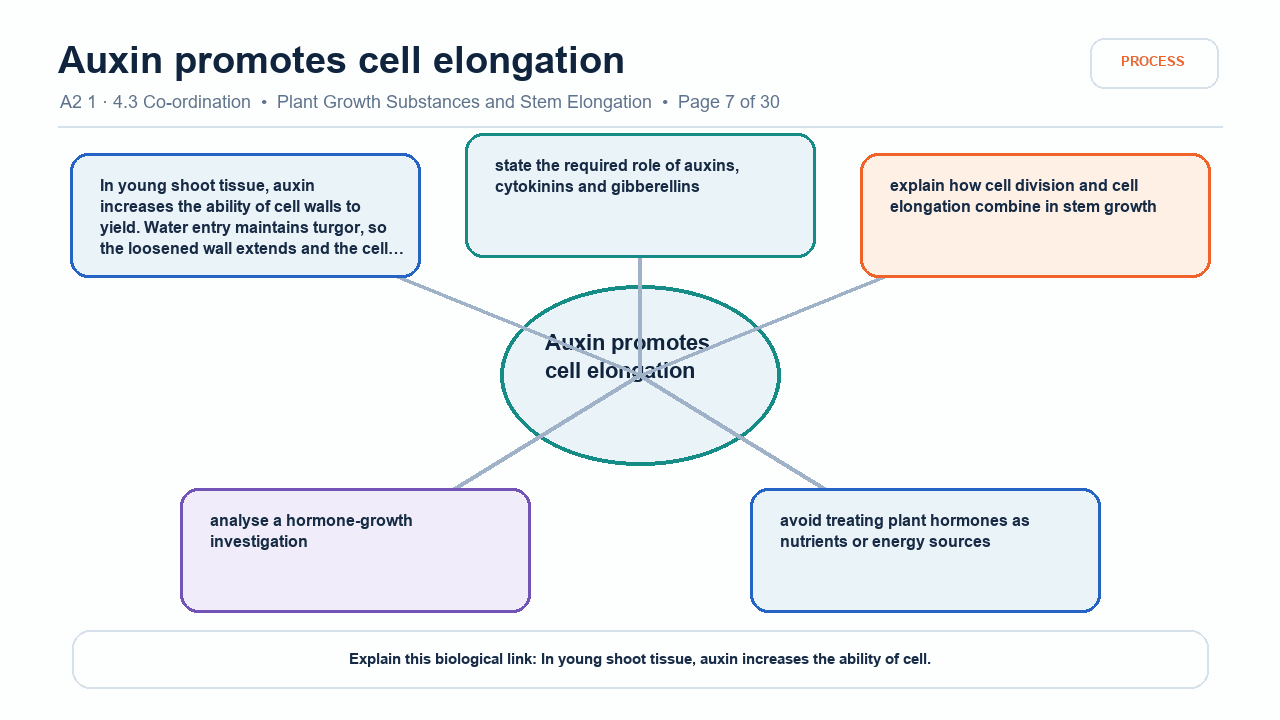 Auxin promotes cell elongation
PROCESS
A2 1 · 4.3 Co-ordination • Plant Growth Substances and Stem Elongation • Page 7 of 30
In young shoot tissue, auxin
increases the ability of cell walls to
yield. Water entry maintains turgor, so
the loosened wall extends and the cell…
state the required role of auxins,
cytokinins and gibberellins
explain how cell division and cell
elongation combine in stem growth
Auxin promotes
cell elongation
analyse a hormone-growth
investigation
avoid treating plant hormones as
nutrients or energy sources
Explain this biological link: In young shoot tissue, auxin increases the ability of cell.